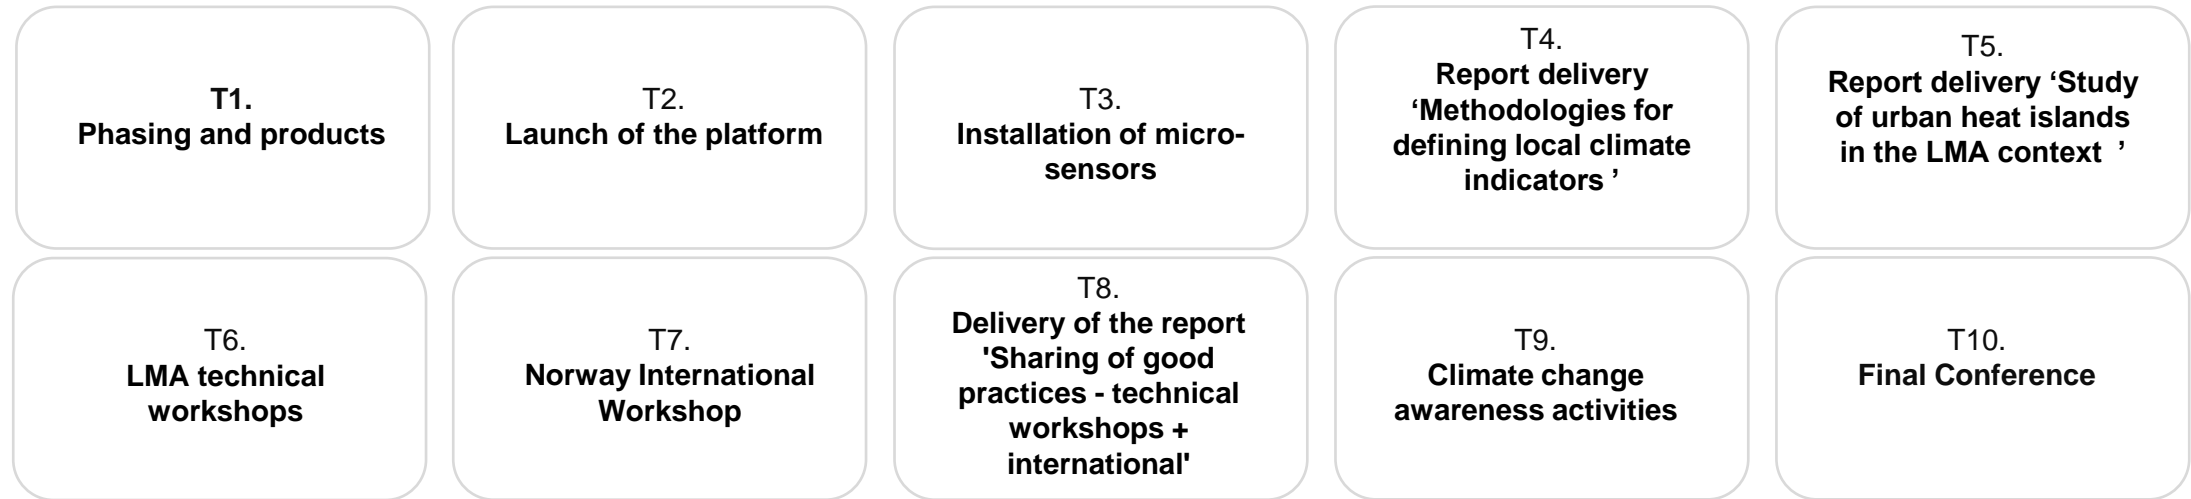 T1.
Phasing and products
T2.
Launch of the platform
T3.
Installation of micro-
sensors
T4.
Report delivery
‘Methodologies for
defining local climate
indicators ’
T5.
Report delivery ‘Study
of urban heat islands
in the LMA context ’
T6.
LMA technical
workshops
T7.
Norway International
Workshop
T8.
Delivery of the report
'Sharing of good
practices - technical
workshops +
international'
T9.
Climate change
awareness activities
T10.
Final Conference